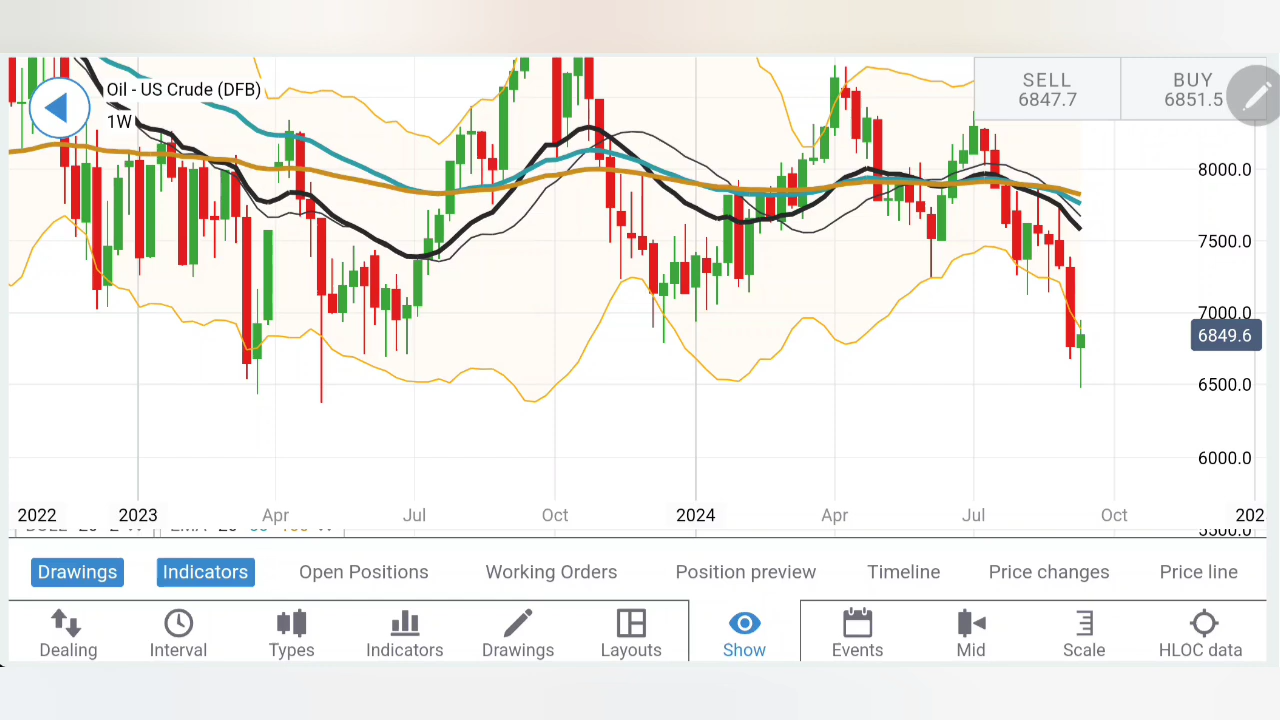 Oil - US Crude (DFB)
1W
SELL
6847.7
BUY
6851.5
8000.0
7500.0
7000.0
6849.6
6500.0
6000.0
2022 2023 Apr Jul Oct 2024 Apr Jul Oct 202
Drawings Indicators Open Positions Working Orders Position preview Timeline Price changes Price line
Dealing Interval Types Indicators Drawings Layouts Show Events Mid Scale HLOC data